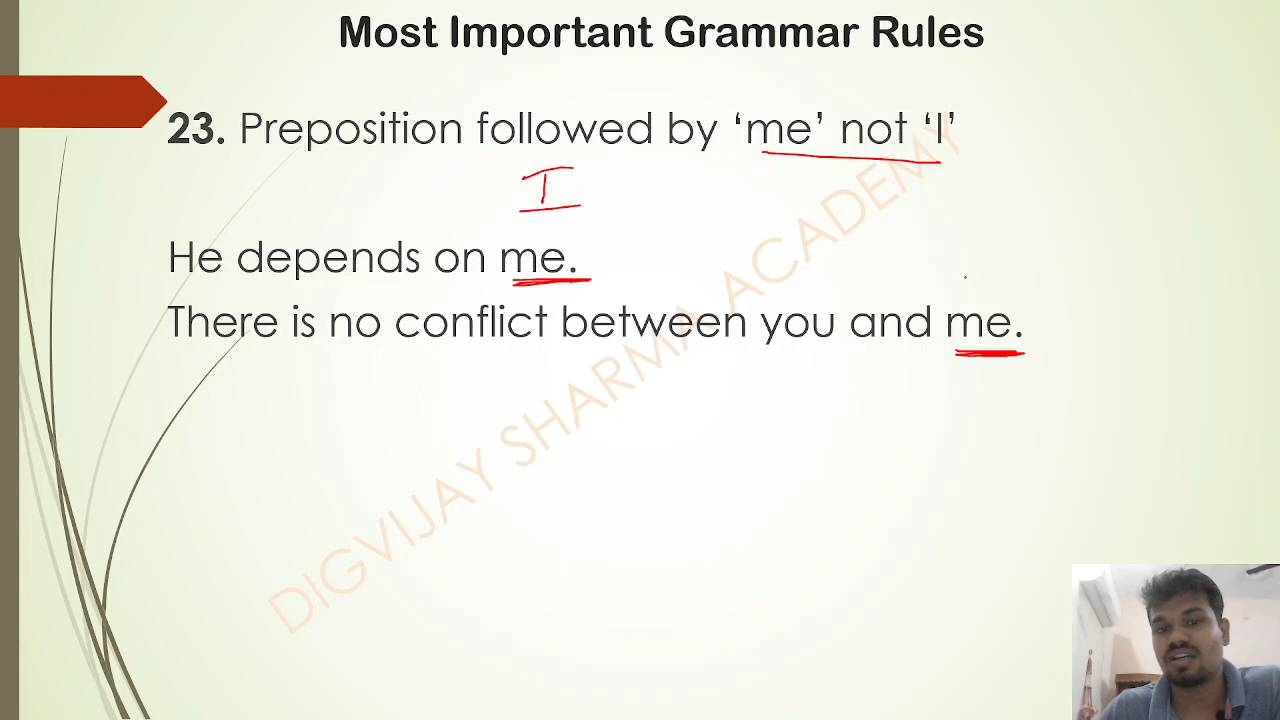 Most Important Grammar Rules
23. Preposition followed by ‘me’ not ‘I’
I
He depends on me.
There is no conflict between you and me.
DIGVIJAY SHARMA ACADEMY